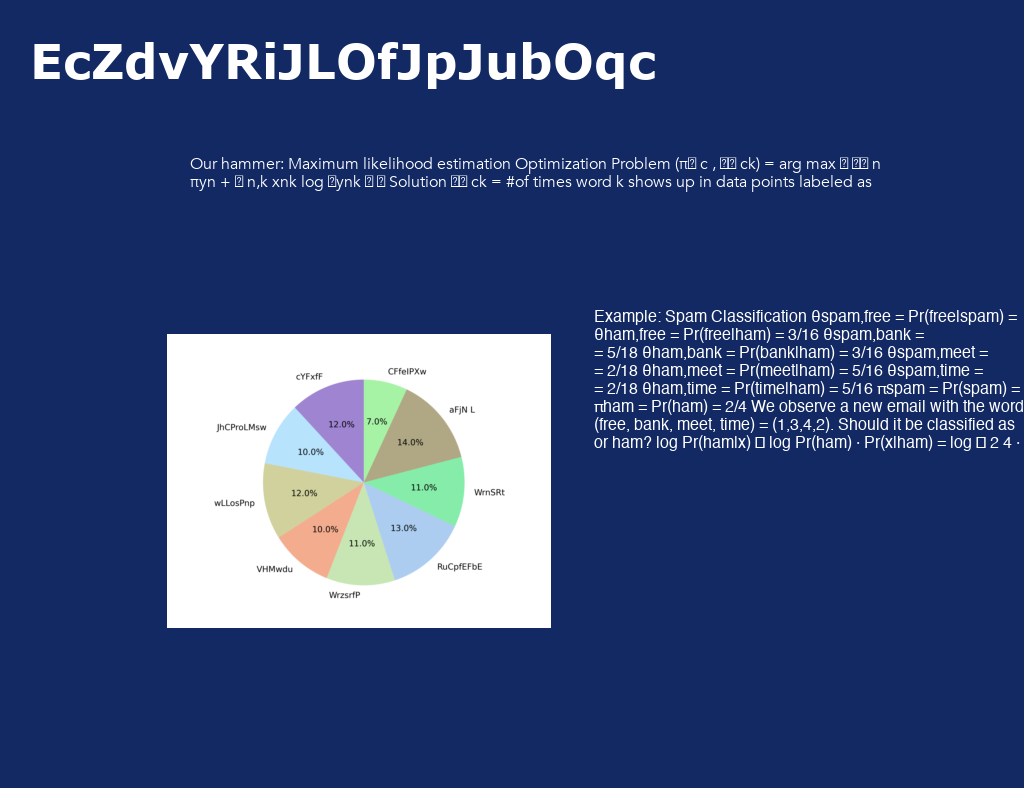 EcZdvYRiJLOfJpJubOqc
Our hammer: Maximum likelihood estimation Optimization Problem (π c , ck) = arg max n
πyn + n,k xnk log ynk Solution ck = #of times word k shows up in data points labeled as
Example: Spam Classification θspam,free = Pr(free|spam) =
θham,free = Pr(free|ham) = 3/16 θspam,bank =
= 5/18 θham,bank = Pr(bank|ham) = 3/16 θspam,meet =
= 2/18 θham,meet = Pr(meet|ham) = 5/16 θspam,time =
= 2/18 θham,time = Pr(time|ham) = 5/16 πspam = Pr(spam) =
πham = Pr(ham) = 2/4 We observe a new email with the word
(free, bank, meet, time) = (1,3,4,2). Should it be classified as
or ham? log Pr(ham|x) log Pr(ham) · Pr(x|ham) = log 2 4 ·
CFfeIPXw
cYFxfF
aFjN L
JhCProLMsw
WrnSRt
wLLosPnp
RuCpfEFbE
VHMwdu
WrzsrfP
7.0%
12.0%
14.0%
10.0%
11.0%
12.0%
13.0%
10.0%
11.0%